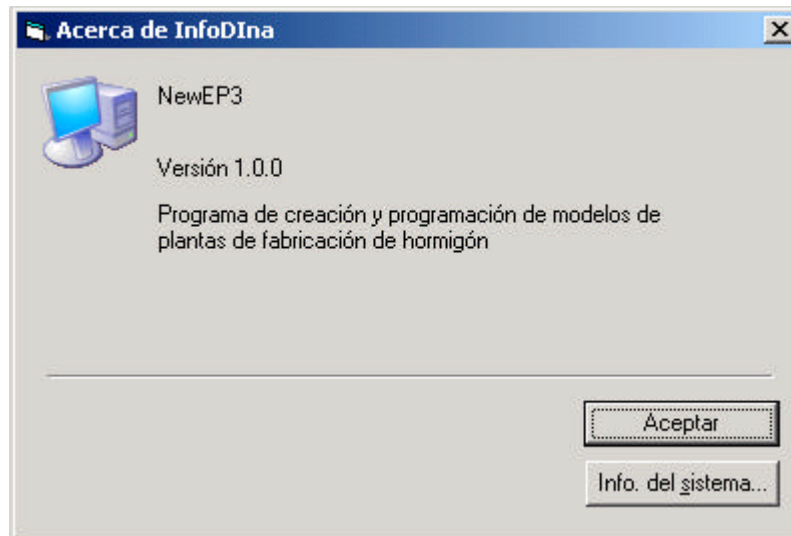 Acerca de InfoDIna
NewEP3
Versión 1.0.0
Programa de creación y programación de modelos de
plantas de fabricación de hormigón
Aceptar
Info. del sistema...